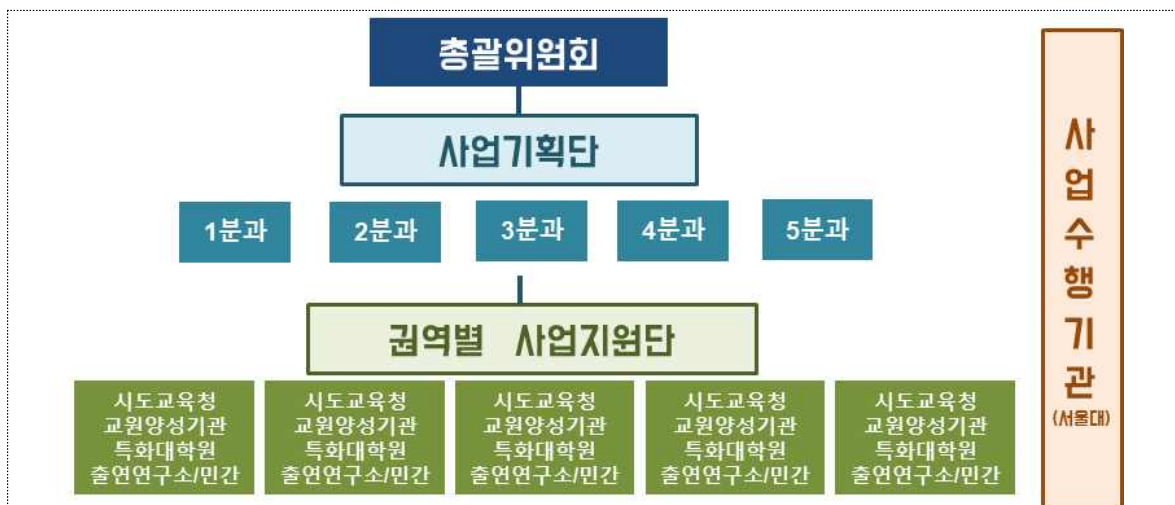 총괄위원회
사업기획단
1분과 2분과 3분과 4분과 5분과
권역별 사업지원단
시도교육청 시도교육청 시도교육청 시도교육청 시도교육청
교원양성기관 교원양성기관 교원양성기관 교원양성기관 교원양성기관
특화대학원 특화대학원 특화대학원 특화대학원 특화대학원
출연연구소/민간 출연연구소/민간 출연연구소/민간 출연연구소/민간 출연연구소/민간
사업수행기관
(서울대)